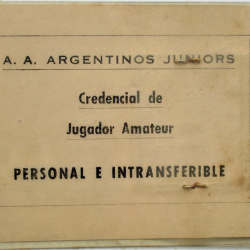 A. A. ARGENTINOS JUNIORS
Credencial de
Jugador Amateur
PERSONAL E INTRANSFERIBLE